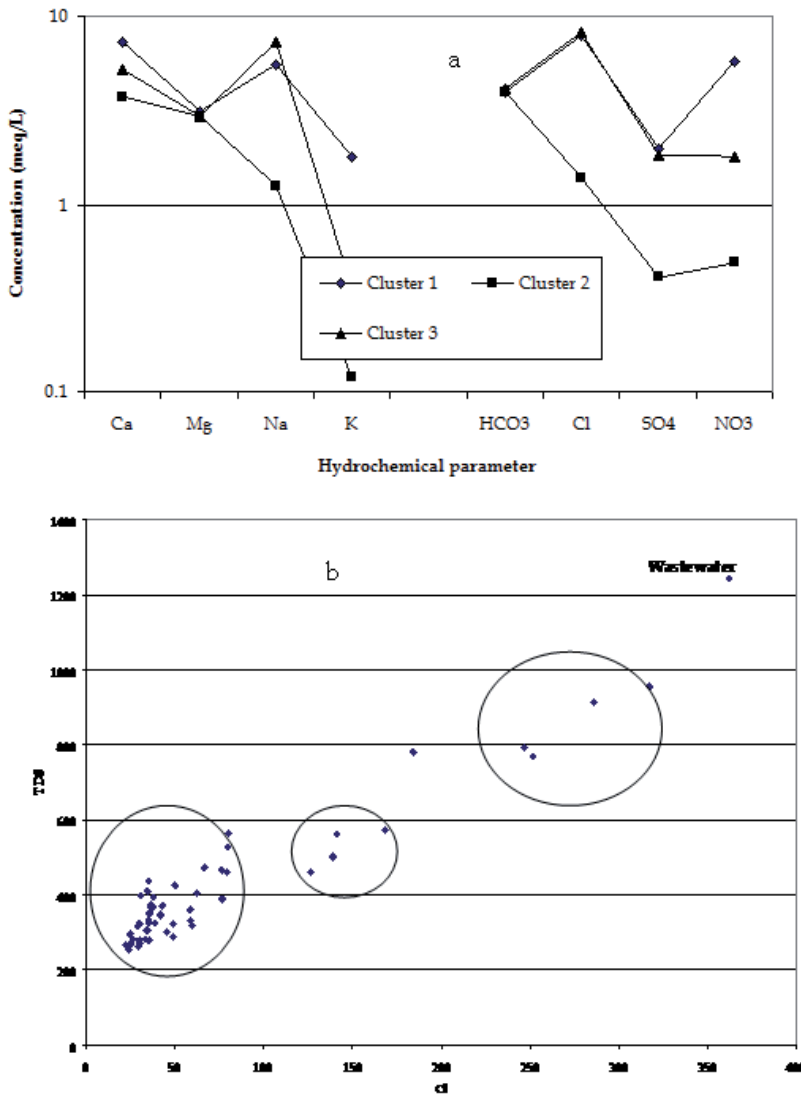 10
a
Concentration (meq/L)
1
Cluster 1
Cluster 2
Cluster 3
0.1
Ca Mg Na K HCO3 Cl SO4 NO3
Hydrochemical parameter
1400
b
Wastewater
1200
1000
800
TDS
600
400
200
0
0 50 100 150 200 250 300 350 400
Cl